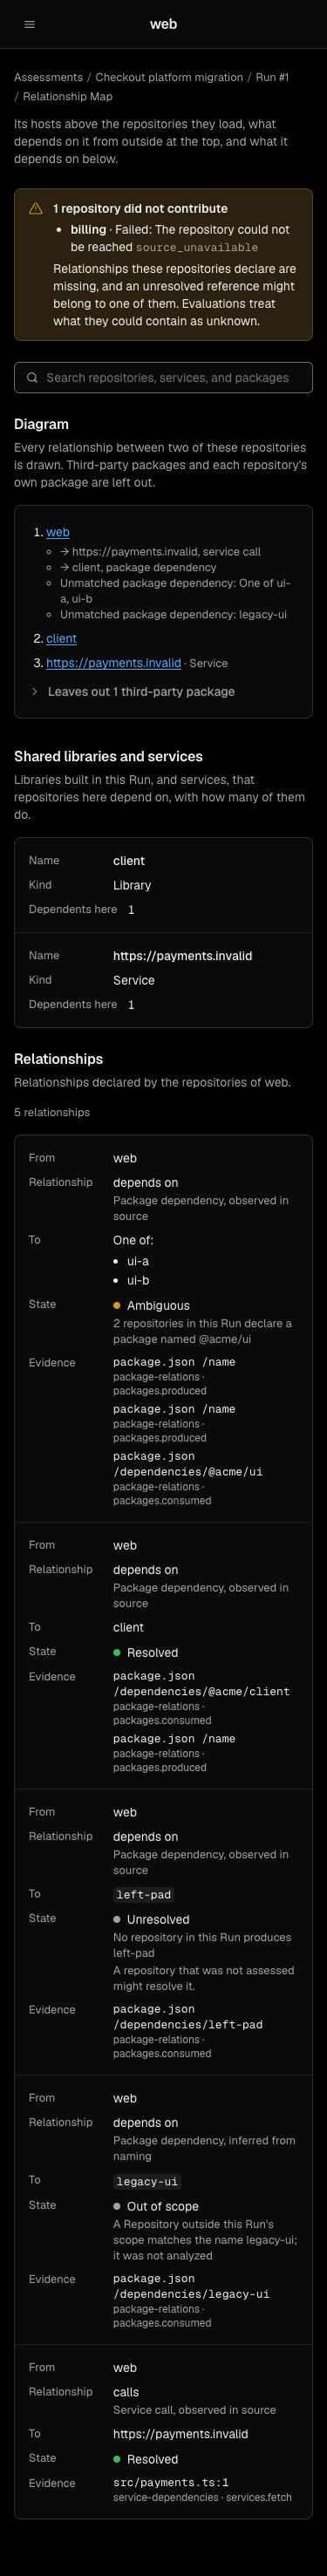 web
Assessments / Checkout platform migration / Run #1
/ Relationship Map
Its hosts above the repositories they load, what
depends on it from outside at the top, and what it
depends on below.
1 repository did not contribute
• billing · Failed: The repository could not
be reached source_unavailable
Relationships these repositories declare are
missing, and an unresolved reference might
belong to one of them. Evaluations treat
what they could contain as unknown.
Search repositories, services, and packages
Diagram
Every relationship between two of these repositories
is drawn. Third-party packages and each repository's
own package are left out.
1. web
→ https://payments.invalid, service call
→ client, package dependency
Unmatched package dependency: One of ui-
a, ui-b
Unmatched package dependency: legacy-ui
2. client
3. https://payments.invalid · Service
Leaves out 1 third-party package
Shared libraries and services
Libraries built in this Run, and services, that
repositories here depend on, with how many of them
do.
Name client
Kind Library
Dependents here 1
Name https://payments.invalid
Kind Service
Dependents here 1
Relationships
Relationships declared by the repositories of web.
5 relationships
From web
Relationship depends on
Package dependency, observed in
source
To One of:
• ui-a
• ui-b
State Ambiguous
2 repositories in this Run declare a
package named @acme/ui
Evidence package.json /name
package-relations ·
packages.produced
package.json /name
package-relations ·
packages.produced
package.json
/dependencies/@acme/ui
package-relations ·
packages.consumed
From web
Relationship depends on
Package dependency, observed in
source
To client
State Resolved
Evidence package.json
/dependencies/@acme/client
package-relations ·
packages.consumed
package.json /name
package-relations ·
packages.produced
From web
Relationship depends on
Package dependency, observed in
source
To left-pad
State Unresolved
No repository in this Run produces
left-pad
A repository that was not assessed
might resolve it.
Evidence package.json
/dependencies/left-pad
package-relations ·
packages.consumed
From web
Relationship depends on
Package dependency, inferred from
naming
To legacy-ui
State Out of scope
A Repository outside this Run's
scope matches the name legacy-ui;
it was not analyzed
Evidence package.json
/dependencies/legacy-ui
package-relations ·
packages.consumed
From web
Relationship calls
Service call, observed in source
To https://payments.invalid
State Resolved
Evidence src/payments.ts:1
service-dependencies · services.fetch